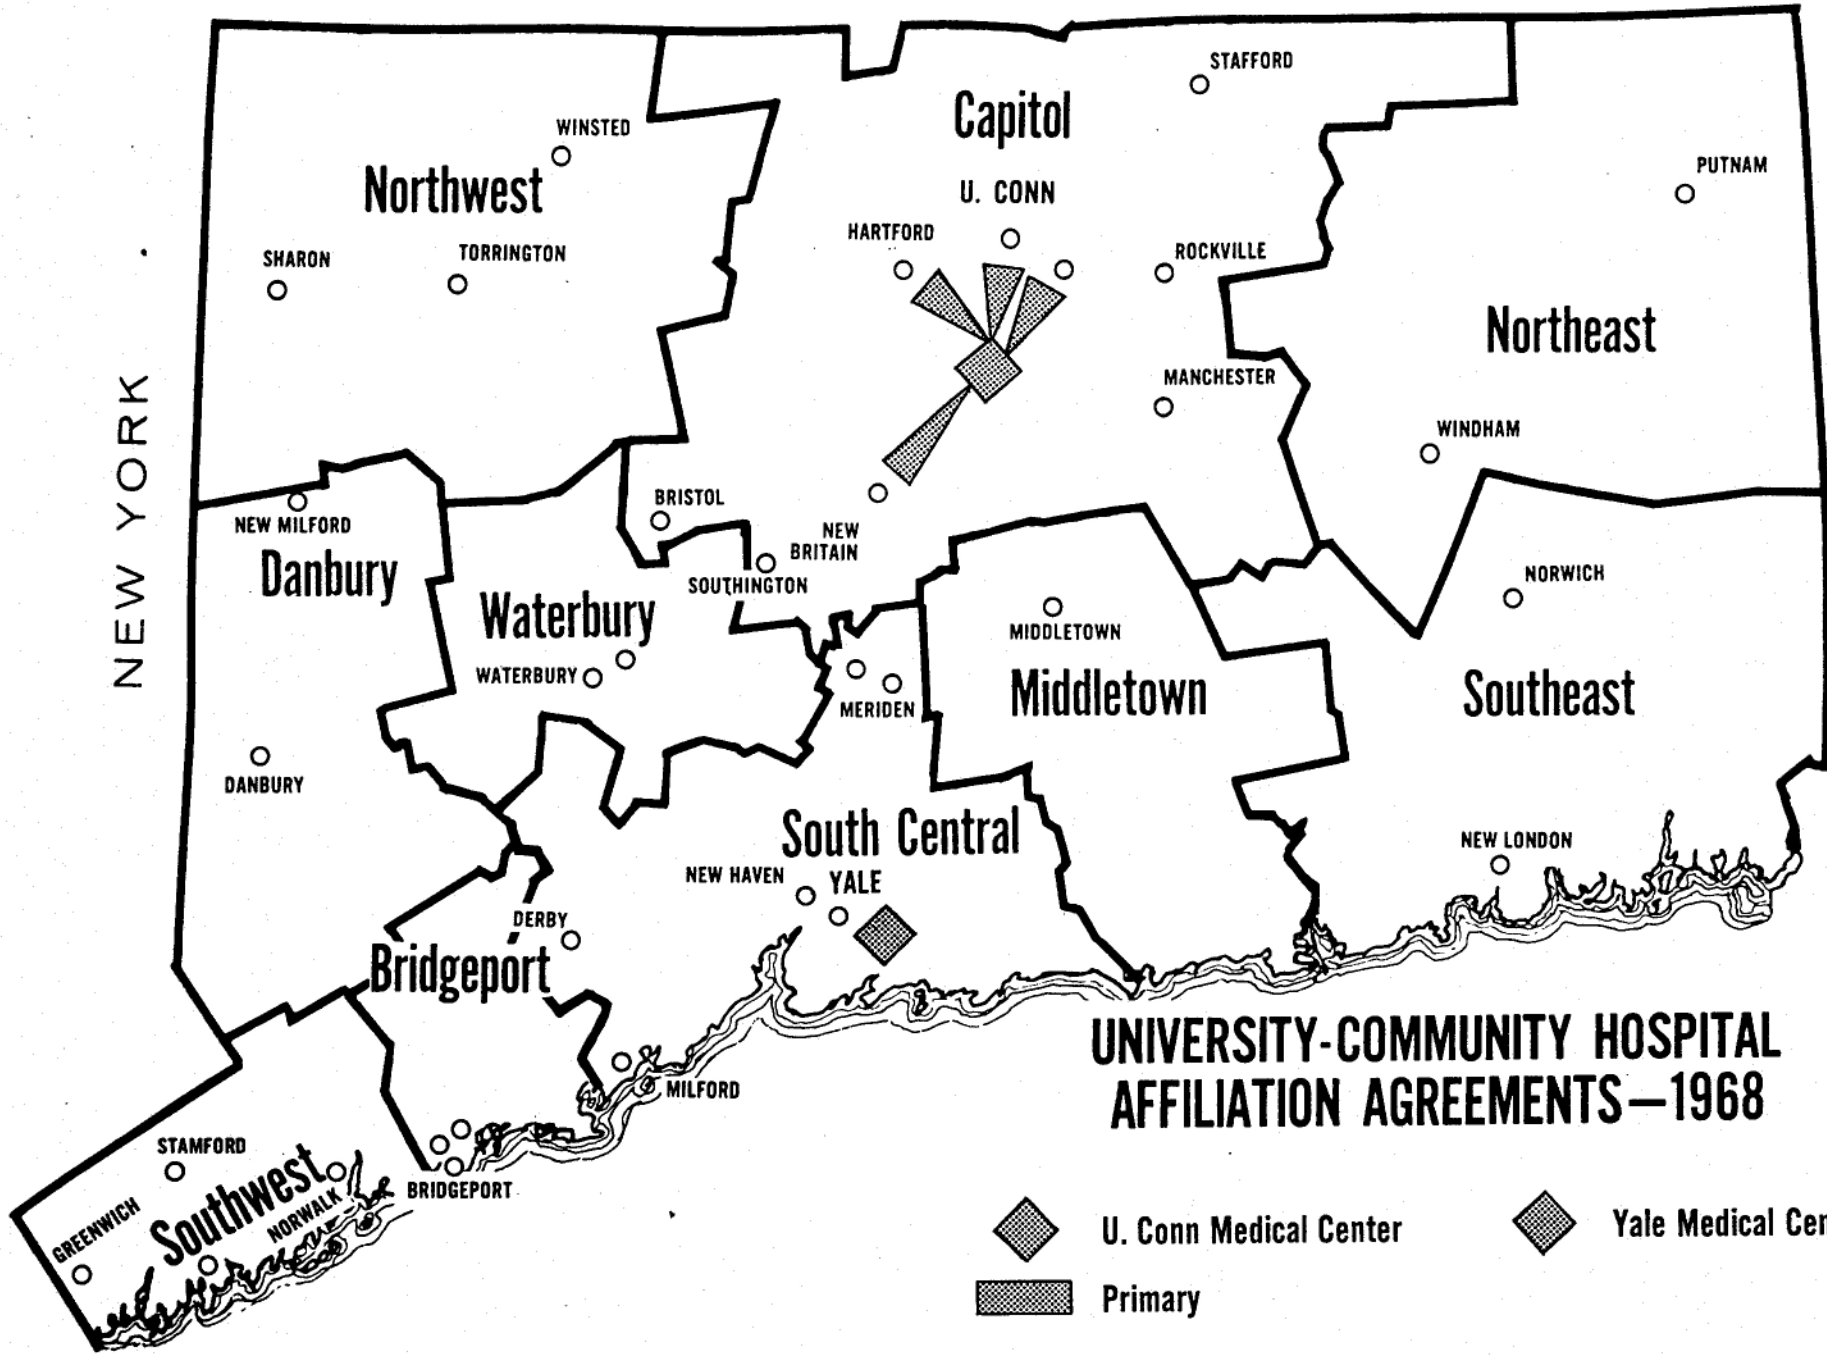 STAFFORD
Capitol
WINSTED
PUTNAM
Northwest
U. CONN
HARTFORD
SHARON
TORRINGTON
ROCKVILLE
Northeast
MANCHESTER
NEW YORK
WINDHAM
BRISTOL
NEW MILFORD
NEW
BRITAIN
Danbury
SOUTHINGTON
NORWICH
Waterbury
MIDDLETOWN
WATERBURY
Middletown
Southeast
MERIDEN
DANBURY
South Central
NEW LONDON
NEW HAVEN
YALE
DERBY
Bridgeport
MILFORD
UNIVERSITY-COMMUNITY HOSPITAL
AFFILIATION AGREEMENTS—1968
STAMFORD
BRIDGEPORT
Southwest
NORWALK
GREENWICH
U. Conn Medical Center
Yale Medical Cen
Primary